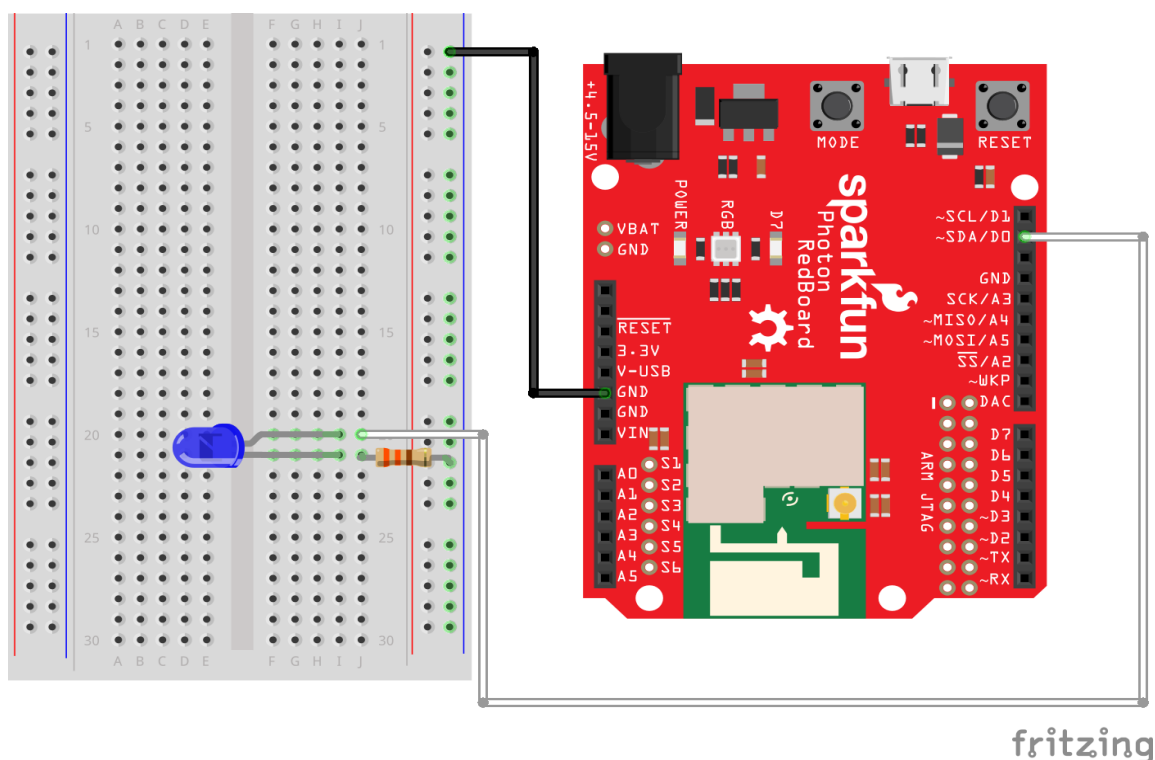 A B C D E F G H I J
1 1
5 5
10 10
15 15
20
25 25
30 30
A B C D E F G H I J
+4.5-15V
MODE
RESET
POWER
RGB
D7
sparkfun
Photon
RedBoard
VBAT
GND
RESET
3.3V
V-USB
GND
GND
VIN
A0
A1
A2
A3
A4
A5
S1
S2
S3
S4
S5
S6
~SCL/D1
~SDA/D0
GND
SCK/A3
~MISO/A4
~MOSI/A5
SS/A2
~WKP
DAC
1
ARM JTAG
D7
D6
D5
D4
~D3
~D2
~TX
~RX
fritzing